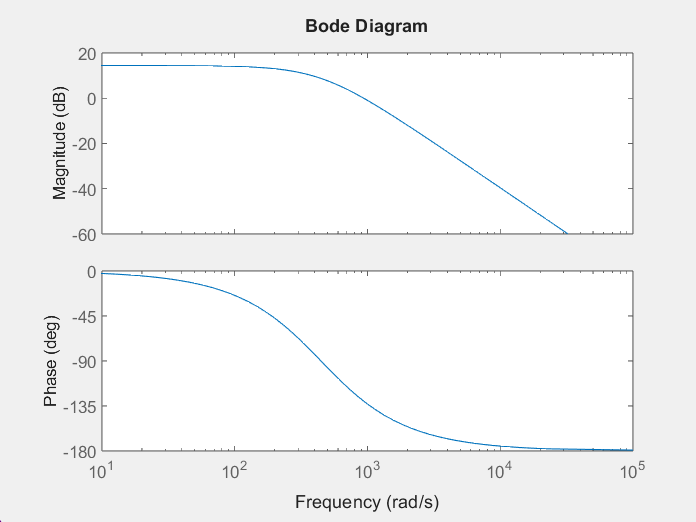 Bode Diagram
Magnitude (dB)
20
0
-20
-40
-60
Phase (deg)
0
-45
-90
-135
-180
10^1 10^2 10^3 10^4 10^5
Frequency (rad/s)